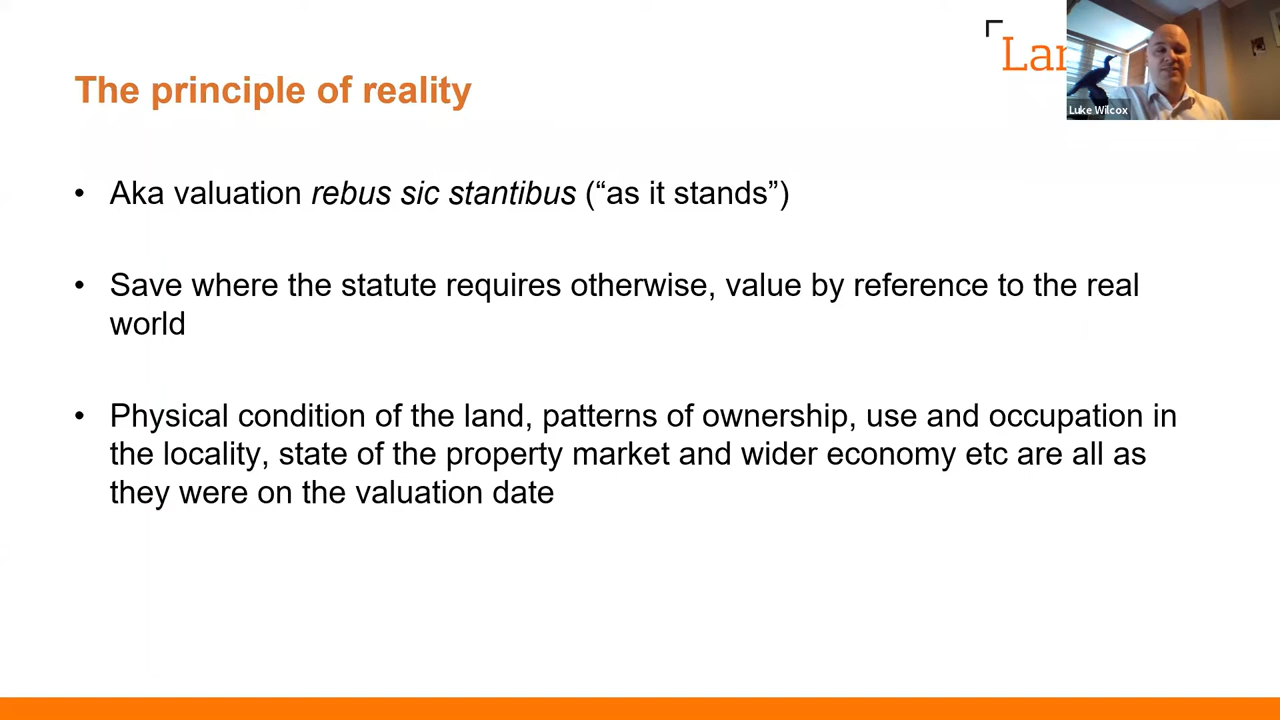 The principle of reality
Luke Wilcox
• Aka valuation rebus sic stantibus (“as it stands”)
• Save where the statute requires otherwise, value by reference to the real
world
• Physical condition of the land, patterns of ownership, use and occupation in
the locality, state of the property market and wider economy etc are all as
they were on the valuation date